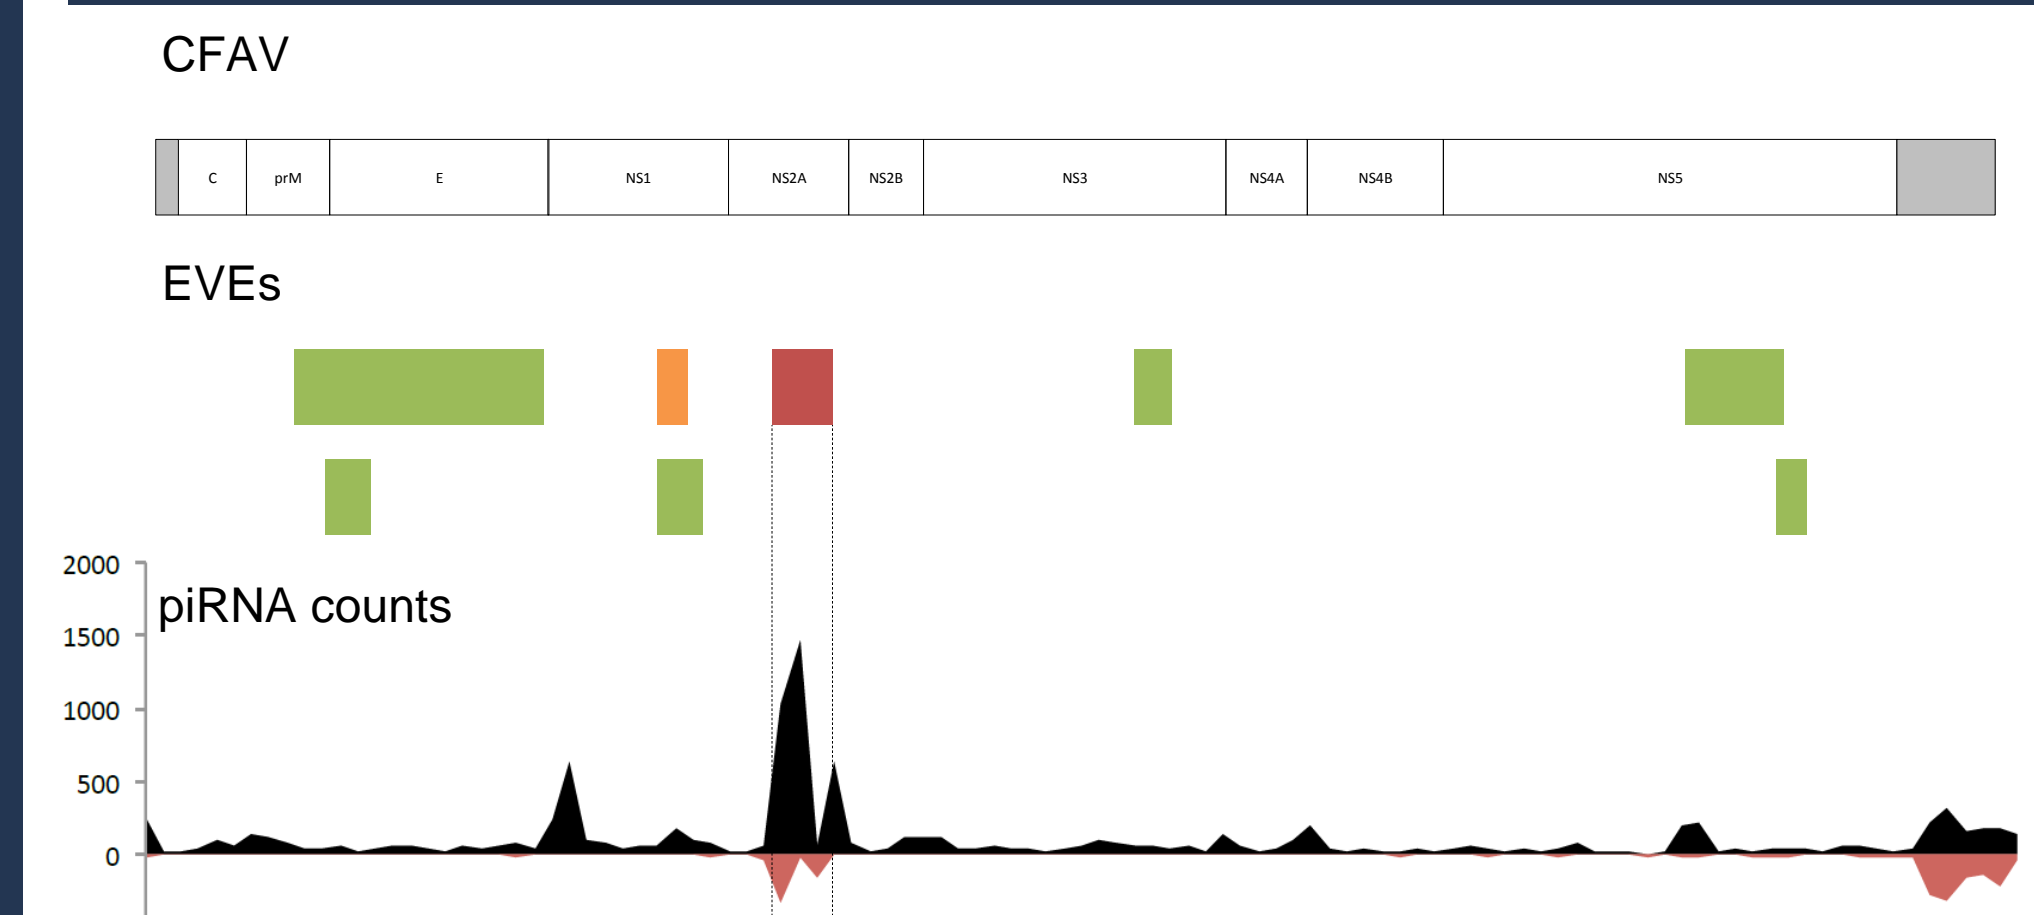 CFAV
C prM E NS1 NS2A NS2B NS3 NS4A NS4B NS5
EVEs
2000
piRNA counts
1500
1000
500
0